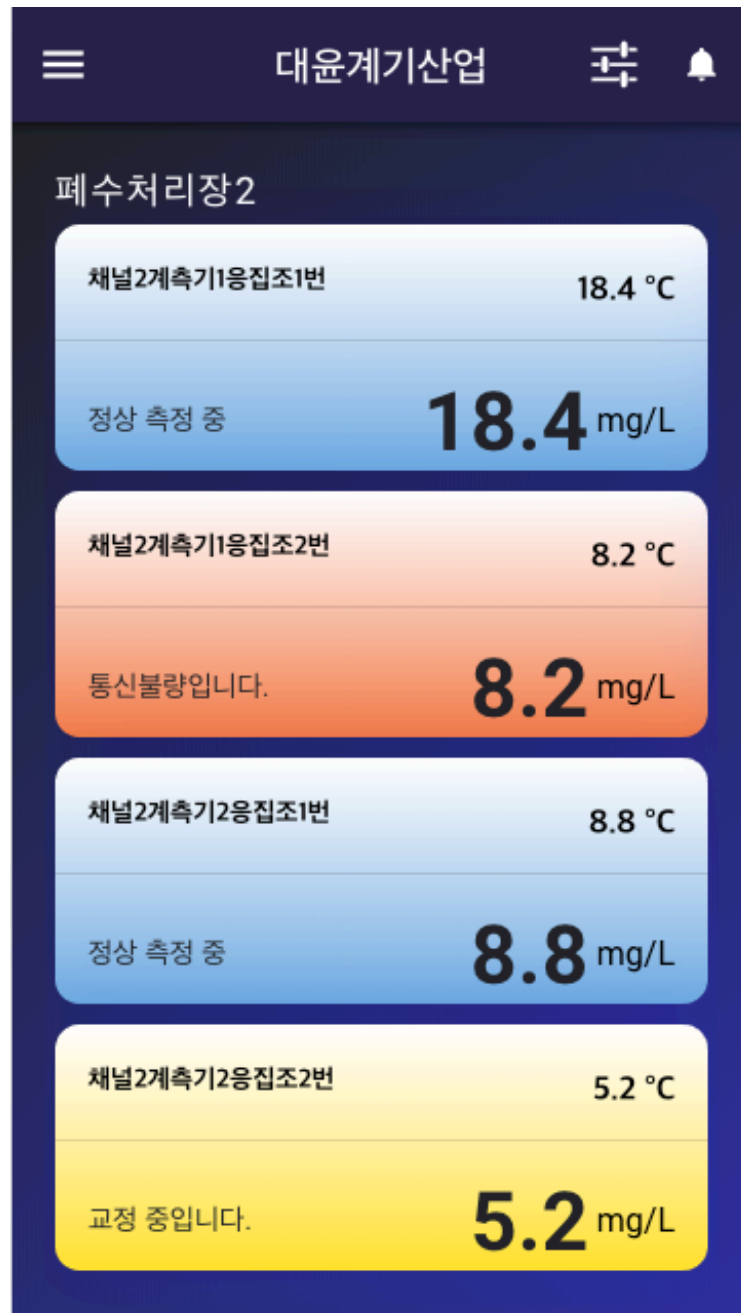 대윤계기산업
폐수처리장2
채널2계측기1응집조1번
18.4 °C
정상 측정 중
18.4 mg/L
채널2계측기1응집조2번
8.2 °C
통신불량입니다.
8.2 mg/L
채널2계측기2응집조1번
8.8 °C
정상 측정 중
8.8 mg/L
채널2계측기2응집조2번
5.2 °C
교정 중입니다.
5.2 mg/L